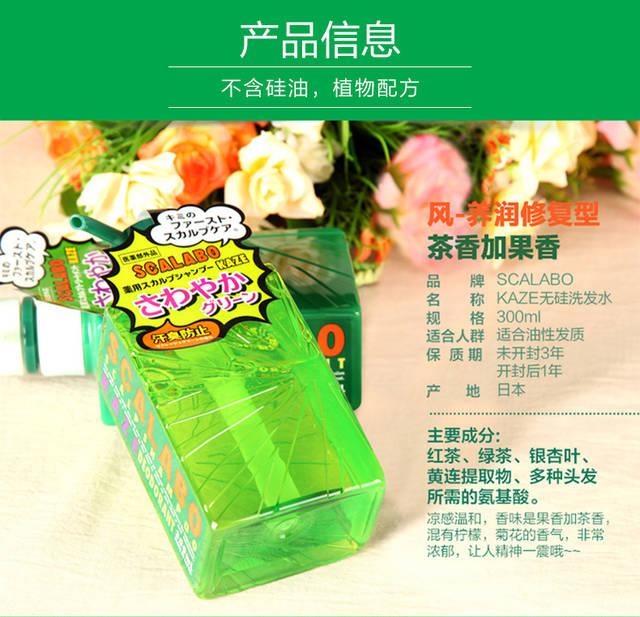 产品信息
不含硅油，植物配方
キミの
ファースト・
スカルプケア。
医薬部外品
SCALABO
薬用スカルプシャンプー KAZE
さわやか
グリーン
汗臭防止
SCALABO
KAZE
DEODORANT
风-养润修复型
茶香加果香
品 牌 SCALABO
名 称 KAZE无硅洗发水
规 格 300ml
适合人群 适合油性发质
保 质 期 未开封3年
开封后1年
产 地 日本
主要成分:
红茶、绿茶、银杏叶、
黄连提取物、多种头发
所需的氨基酸。
凉感温和，香味是果香加茶香，
混有柠檬，菊花的香气，非常
浓郁，让人精神一震哦~~